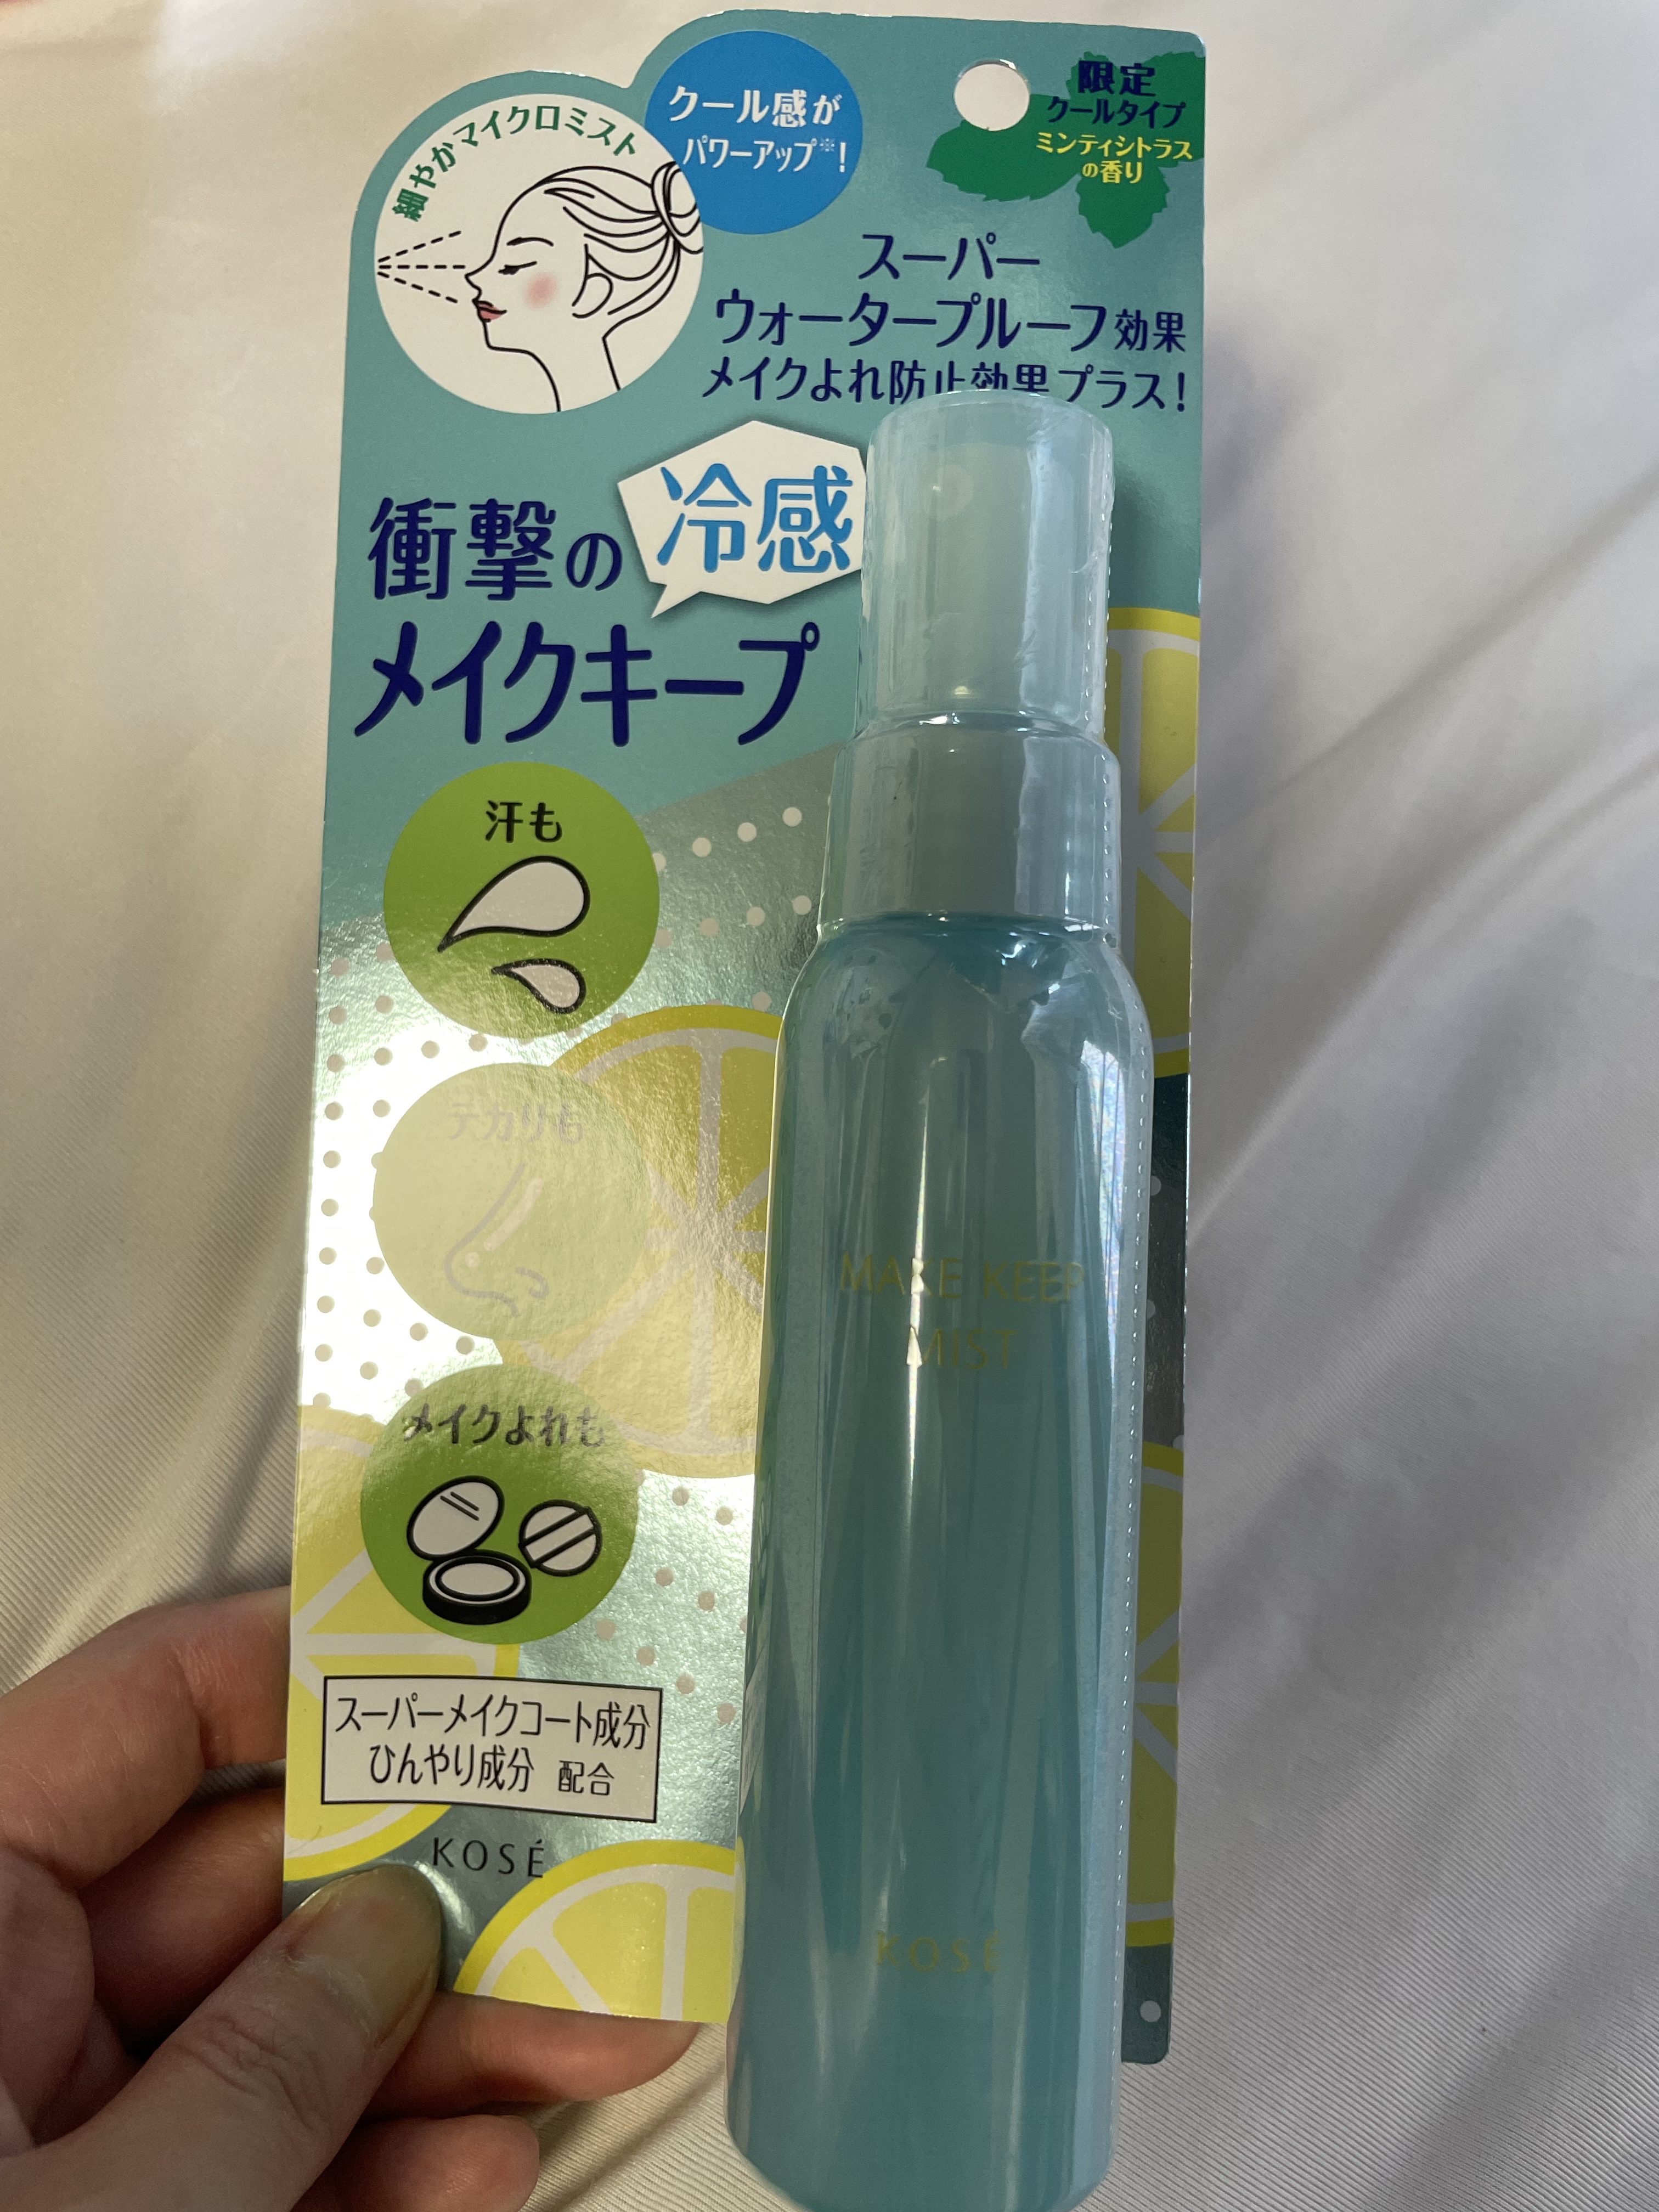 細やかマイクロミスト
クール感が
パワーアップ※!
限定
クールタイプ
ミンティシトラス
の香り
スーパー
ウォータープルーフ効果
メイクよれ防止効果プラス!
衝撃の冷感
メイクキープ
汗も
テカリも
メイクよれも
スーパーメイクコート成分
ひんやり成分 配合
KOSÉ
MAKE KEEP
MIST
KOSÉ